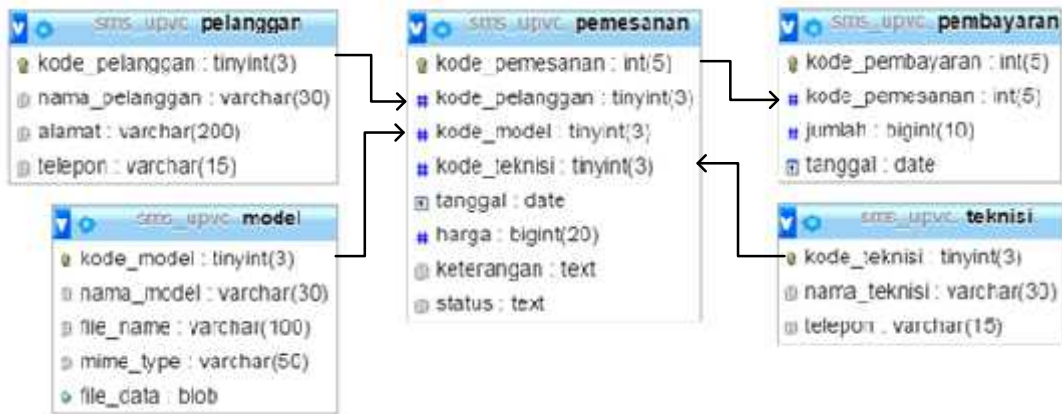 sms_upvc pelanggan
kode_pelanggan : tinyint(3)
nama_pelanggan : varchar(30)
alamat : varchar(200)
telepon : varchar(15)
sms_upvc pemesanan
kode_pemesanan : int(5)
kode_pelanggan : tinyint(3)
kode_model : tinyint(3)
kode_teknisi : tinyint(3)
tanggal : date
harga : bigint(20)
keterangan : text
status : text
sms_upvc pembayaran
kode_pembayaran : int(5)
kode_pemesanan : int(5)
jumlah : bigint(10)
tanggal : date
sms_upvc model
kode_model : tinyint(3)
nama_model : varchar(30)
file_name : varchar(100)
mime_type : varchar(50)
file_data : blob
sms_upvc teknisi
kode_teknisi : tinyint(3)
nama_teknisi : varchar(30)
telepon : varchar(15)